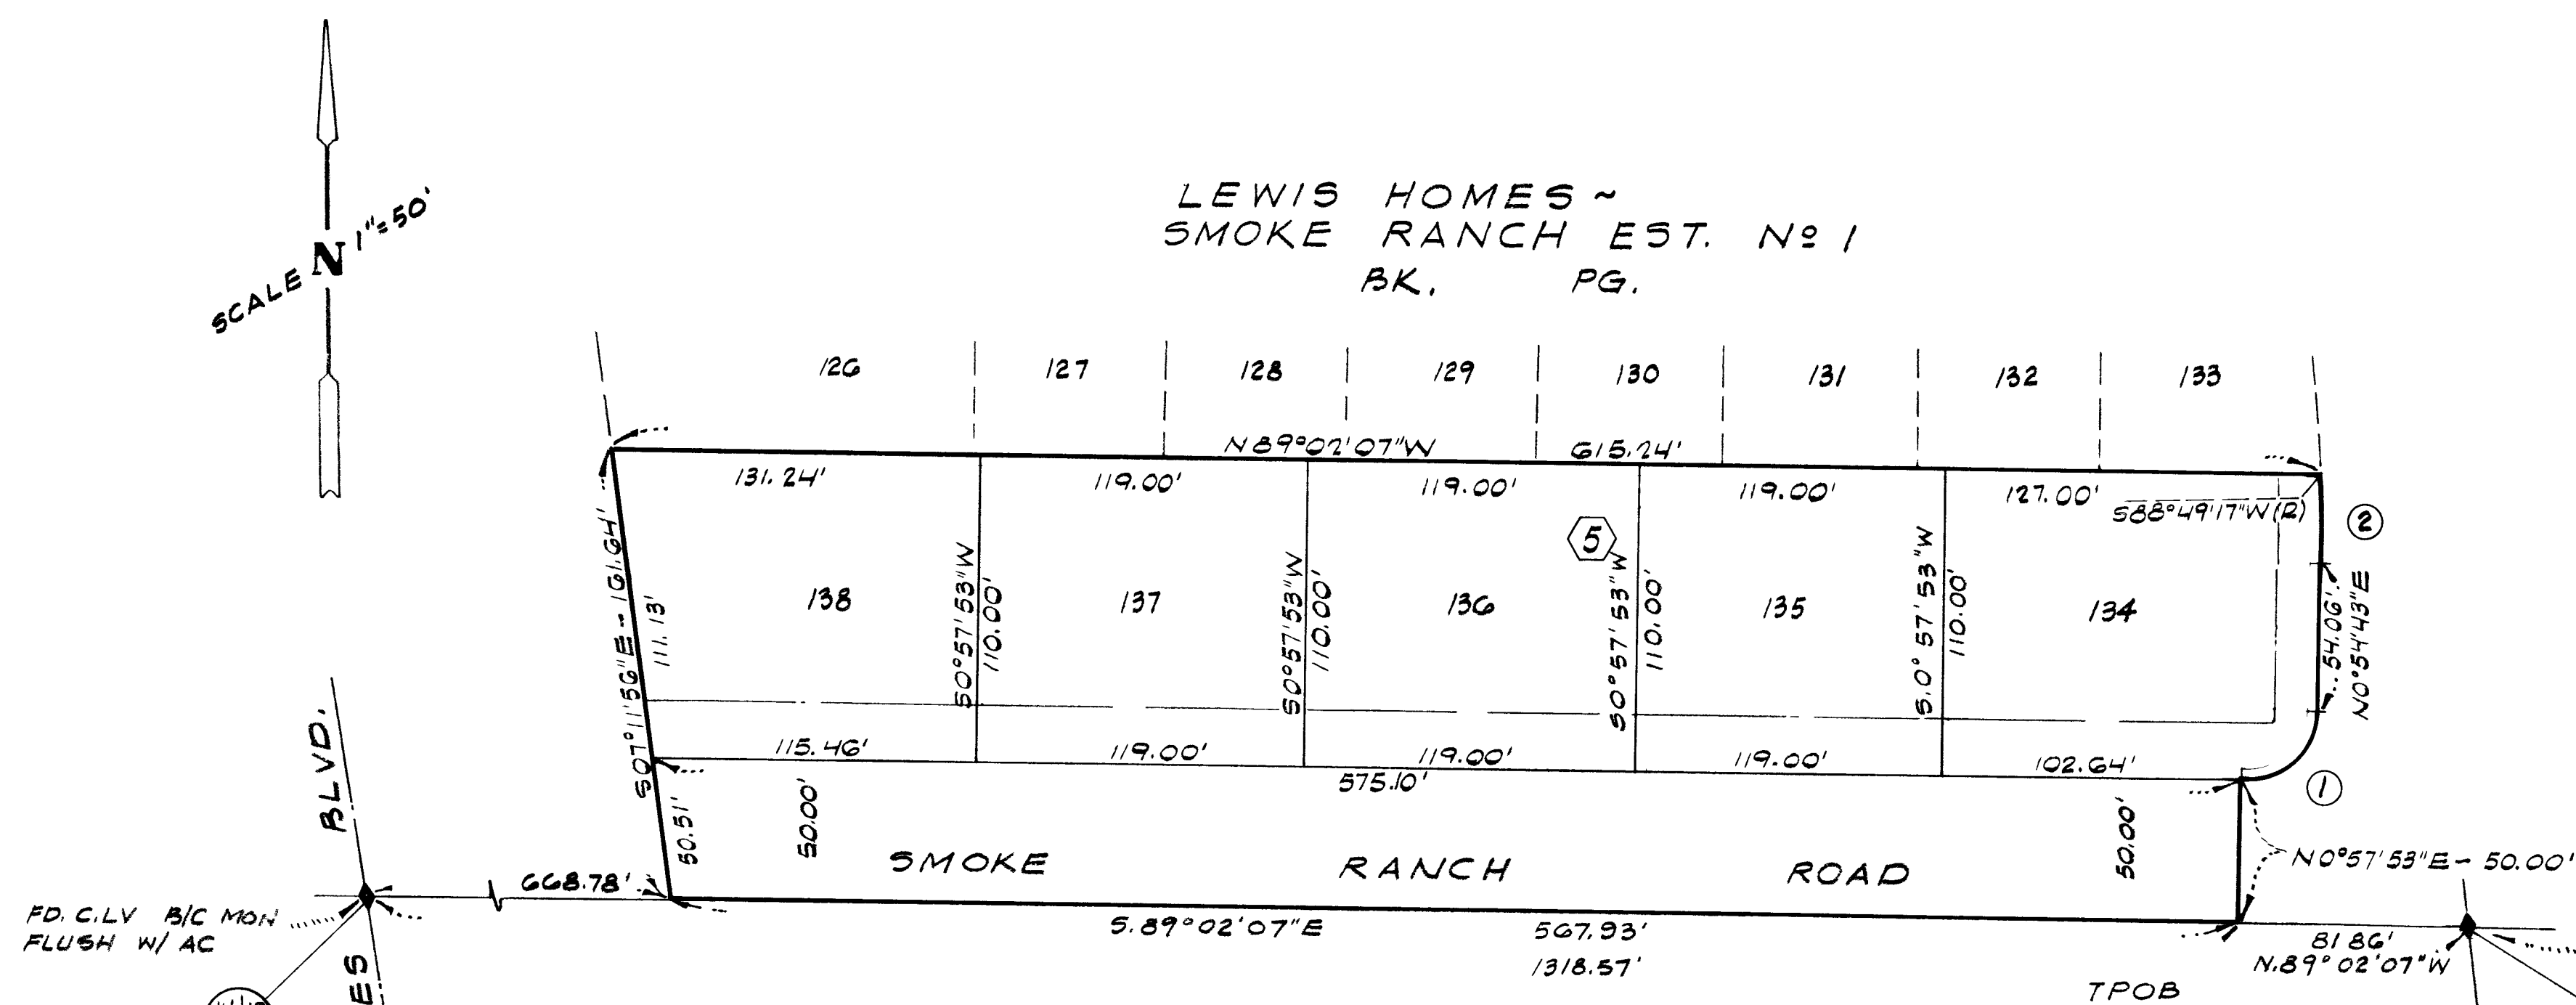 LEWIS HOMES ~
SMOKE RANCH EST. Nº 1
BK. PG.
SCALE N 1"=50'
126 127 128 129 130 131 132 133
N89°02'07"W 615.24'
131.24' 119.00' 119.00' 119.00' 127.00'
S88°49'17"W(R)
2
5
S07°11'56"E - 161.64'
111.13'
138
S0°57'53"W
110.00'
137
S0°57'53"W
110.00'
136
S0°57'53"W
110.00'
135
S.0°57'53"W
110.00'
134
54.06'
N0°54'43"E
115.46' 119.00' 119.00' 119.00' 102.64'
575.10'
1
BLVD.
50.51'
50.00'
SMOKE RANCH ROAD
50.00'
N0°57'53"E - 50.00'
668.78'
FD. C.LV B/C MON
FLUSH W/ AC
S.89°02'07"E 567.93'
1318.57'
81.86'
N.89°02'07"W
ES
TPOB